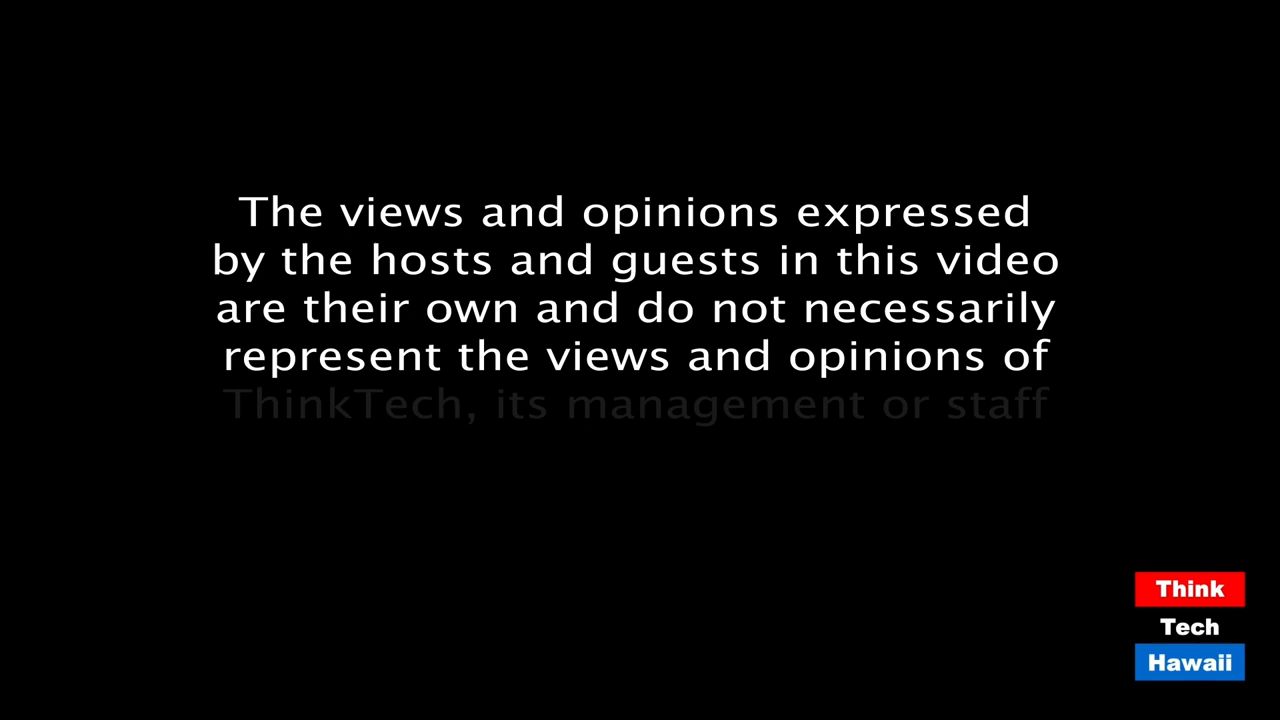 The views and opinions expressed
by the hosts and guests in this video
are their own and do not necessarily
represent the views and opinions of
ThinkTech, its management or staff
Think
Tech
Hawaii